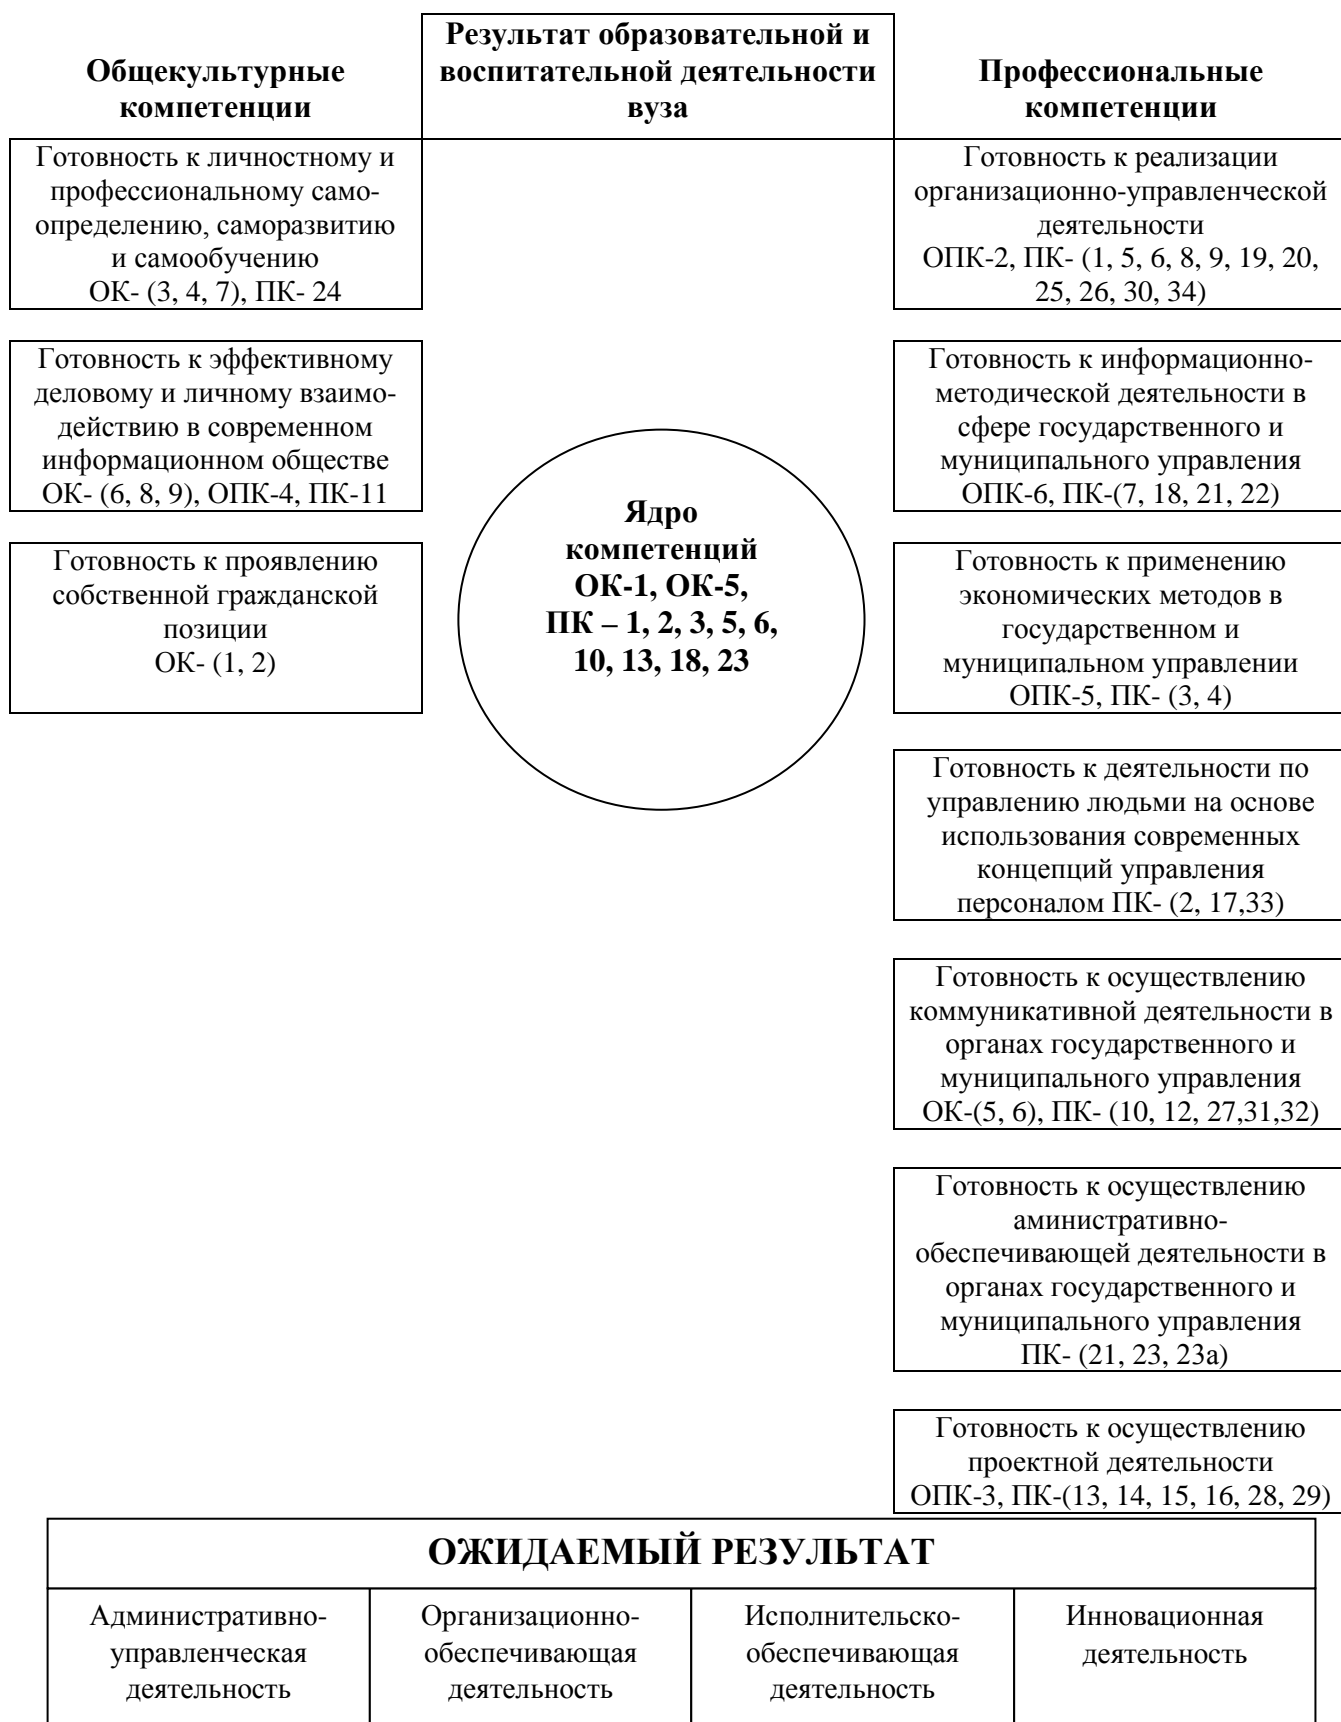 Общекультурные
компетенции
Результат образовательной и
воспитательной деятельности
вуза
Профессиональные
компетенции
Готовность к личностному и
профессиональному само-
определению, саморазвитию
и самообучению
ОК- (3, 4, 7), ПК- 24
Готовность к эффективному
деловому и личному взаимо-
действию в современном
информационном обществе
ОК- (6, 8, 9), ОПК-4, ПК-11
Готовность к проявлению
собственной гражданской
позиции
ОК- (1, 2)
Ядро
компетенций
ОК-1, ОК-5,
ПК – 1, 2, 3, 5, 6,
10, 13, 18, 23
Готовность к реализации
организационно-управленческой
деятельности
ОПК-2, ПК- (1, 5, 6, 8, 9, 19, 20,
25, 26, 30, 34)
Готовность к информационно-
методической деятельности в
сфере государственного и
муниципального управления
ОПК-6, ПК-(7, 18, 21, 22)
Готовность к применению
экономических методов в
государственном и
муниципальном управлении
ОПК-5, ПК- (3, 4)
Готовность к деятельности по
управлению людьми на основе
использования современных
концепций управления
персоналом ПК- (2, 17,33)
Готовность к осуществлению
коммуникативной деятельности в
органах государственного и
муниципального управления
ОК-(5, 6), ПК- (10, 12, 27,31,32)
Готовность к осуществлению
аминистративно-
обеспечивающей деятельности в
органах государственного и
муниципального управления
ПК- (21, 23, 23а)
Готовность к осуществлению
проектной деятельности
ОПК-3, ПК-(13, 14, 15, 16, 28, 29)
ОЖИДАЕМЫЙ РЕЗУЛЬТАТ
Административно-
управленческая
деятельность
Организационно-
обеспечивающая
деятельность
Исполнительско-
обеспечивающая
деятельность
Инновационная
деятельность